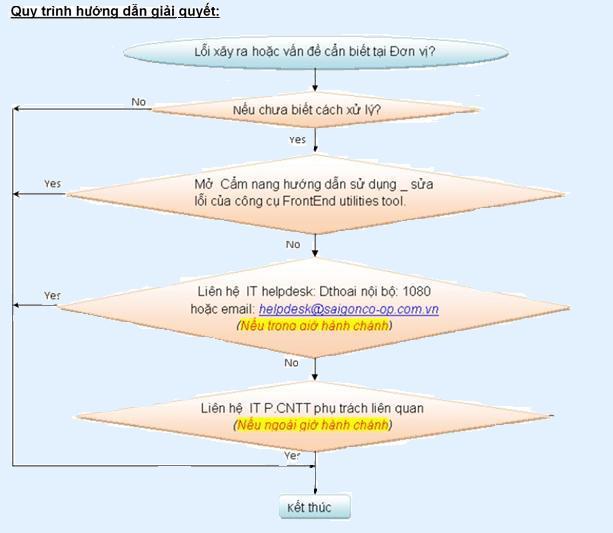 Quy trình hướng dẫn giải quyết:
Lỗi xảy ra hoặc vấn đề cần biết tại Đơn vị?
No
Nếu chưa biết cách xử lý?
Yes
Yes
Mở Cẩm nang hướng dẫn sử dụng _ sửa
lỗi của công cụ FrontEnd utilities tool.
No
Yes
Liên hệ IT helpdesk: Dthoai nội bộ: 1080
hoặc email: helpdesk@saigonco-op.com.vn
(Nếu trong giờ hành chánh)
No
Liên hệ IT P.CNTT phụ trách liên quan
(Nếu ngoài giờ hành chánh)
Yes
Kết thúc